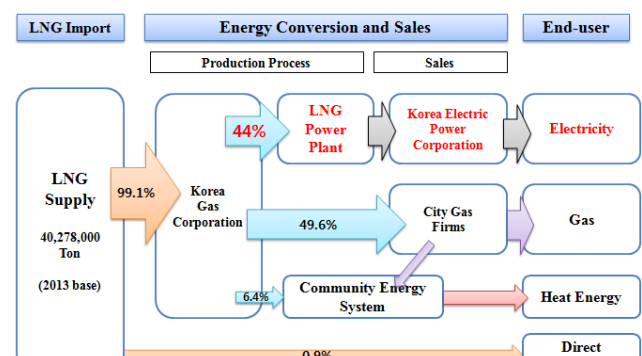 LNG Import
Energy Conversion and Sales
End-user
Production Process
Sales
LNG
Supply
40,278,000
Ton
(2013 base)
99.1%
Korea
Gas
Corporation
44%
LNG
Power
Plant
Korea Electric
Power
Corporation
Electricity
49.6%
City Gas
Firms
Gas
6.4%
Community Energy
System
Heat Energy
0.9%
Direct